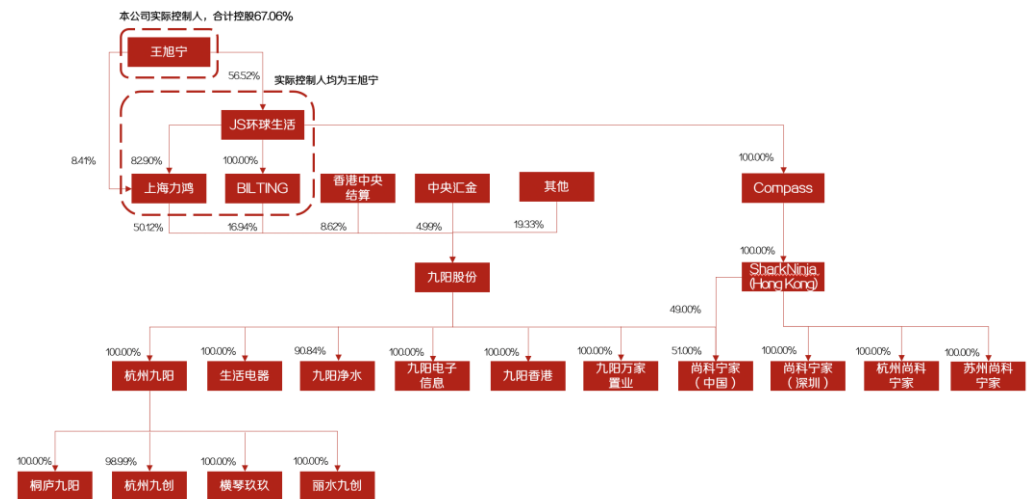 本公司实际控制人，合计控股67.06%
王旭宁
56.52%
实际控制人均为王旭宁
JS环球生活
8.41%
82.90%
100.00%
100.00%
上海力鸿
BILTING
香港中央
结算
中央汇金
其他
Compass
50.12%
16.94%
8.62%
4.99%
19.33%
100.00%
九阳股份
SharkNinja
(Hong Kong)
49.00%
100.00%
100.00%
90.84%
100.00%
100.00%
100.00%
51.00%
100.00%
100.00%
100.00%
杭州九阳
生活电器
九阳净水
九阳电子
信息
九阳香港
九阳万家
置业
尚科宁家
（中国）
尚科宁家
（深圳）
杭州尚科
宁家
苏州尚科
宁家
100.00%
98.99%
100.00%
100.00%
桐庐九阳
杭州九创
横琴玖玖
丽水九创